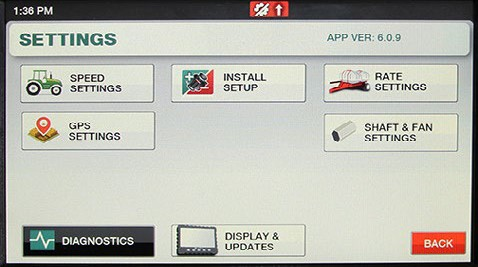 1:36 PM
SETTINGS
APP VER: 6.0.9
SPEED
SETTINGS
INSTALL
SETUP
RATE
SETTINGS
GPS
SETTINGS
SHAFT & FAN
SETTINGS
DIAGNOSTICS
DISPLAY &
UPDATES
BACK